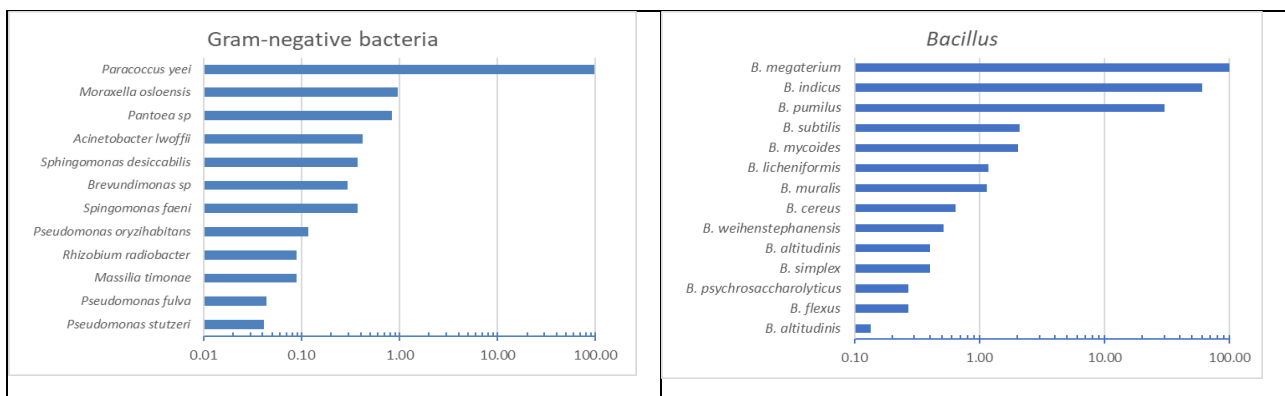 Gram-negative bacteria
Paracoccus yeei
Moraxella osloensis
Pantoea sp
Acinetobacter lwoffii
Sphingomonas desiccabilis
Brevundimonas sp
Spingomonas faeni
Pseudomonas oryzihabitans
Rhizobium radiobacter
Massilia timonae
Pseudomonas fulva
Pseudomonas stutzeri
0.01 0.10 1.00 10.00 100.00
Bacillus
B. megaterium
B. indicus
B. pumilus
B. subtilis
B. mycoides
B. licheniformis
B. muralis
B. cereus
B. weihenstephanensis
B. altitudinis
B. simplex
B. psychrosaccharolyticus
B. flexus
B. altitudinis
0.10 1.00 10.00 100.00